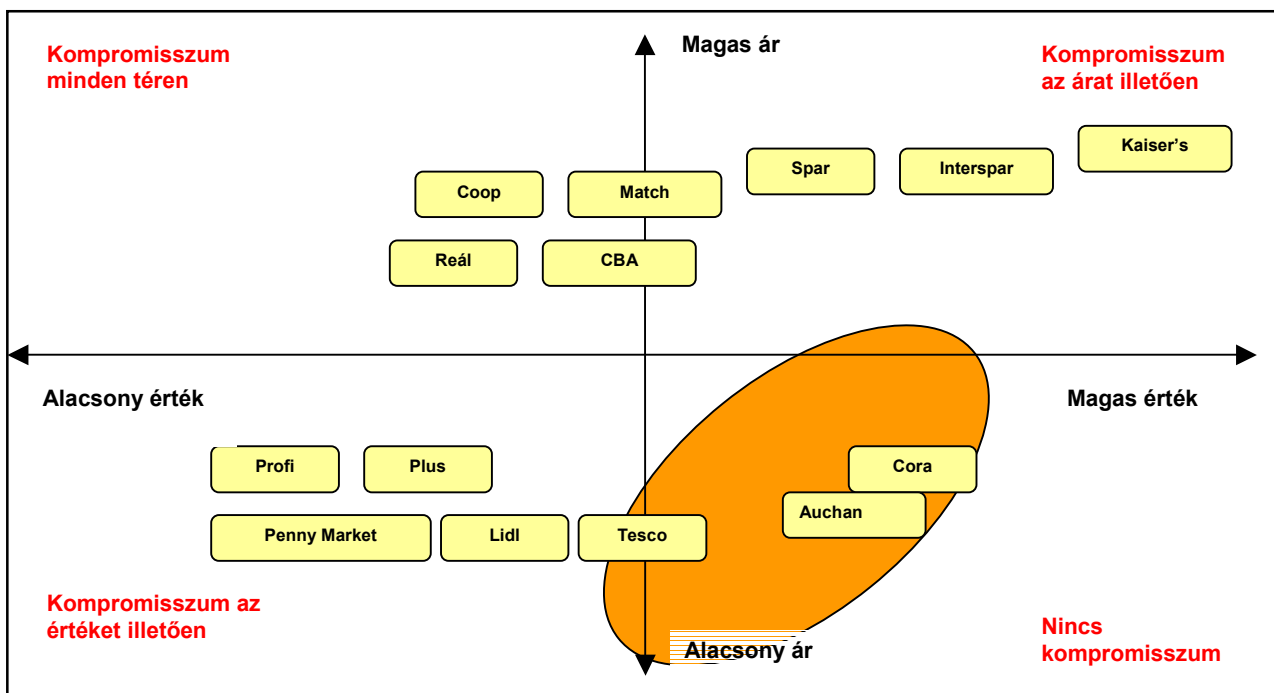 Kompromisszum
minden téren
Magas ár
Kompromisszum
az árat illetően
Kaiser's
Spar
Interspar
Coop
Match
Reál
CBA
Alacsony érték
Magas érték
Profi
Plus
Cora
Auchan
Penny Market
Lidl
Tesco
Kompromisszum az
értéket illetően
Alacsony ár
Nincs
kompromisszum